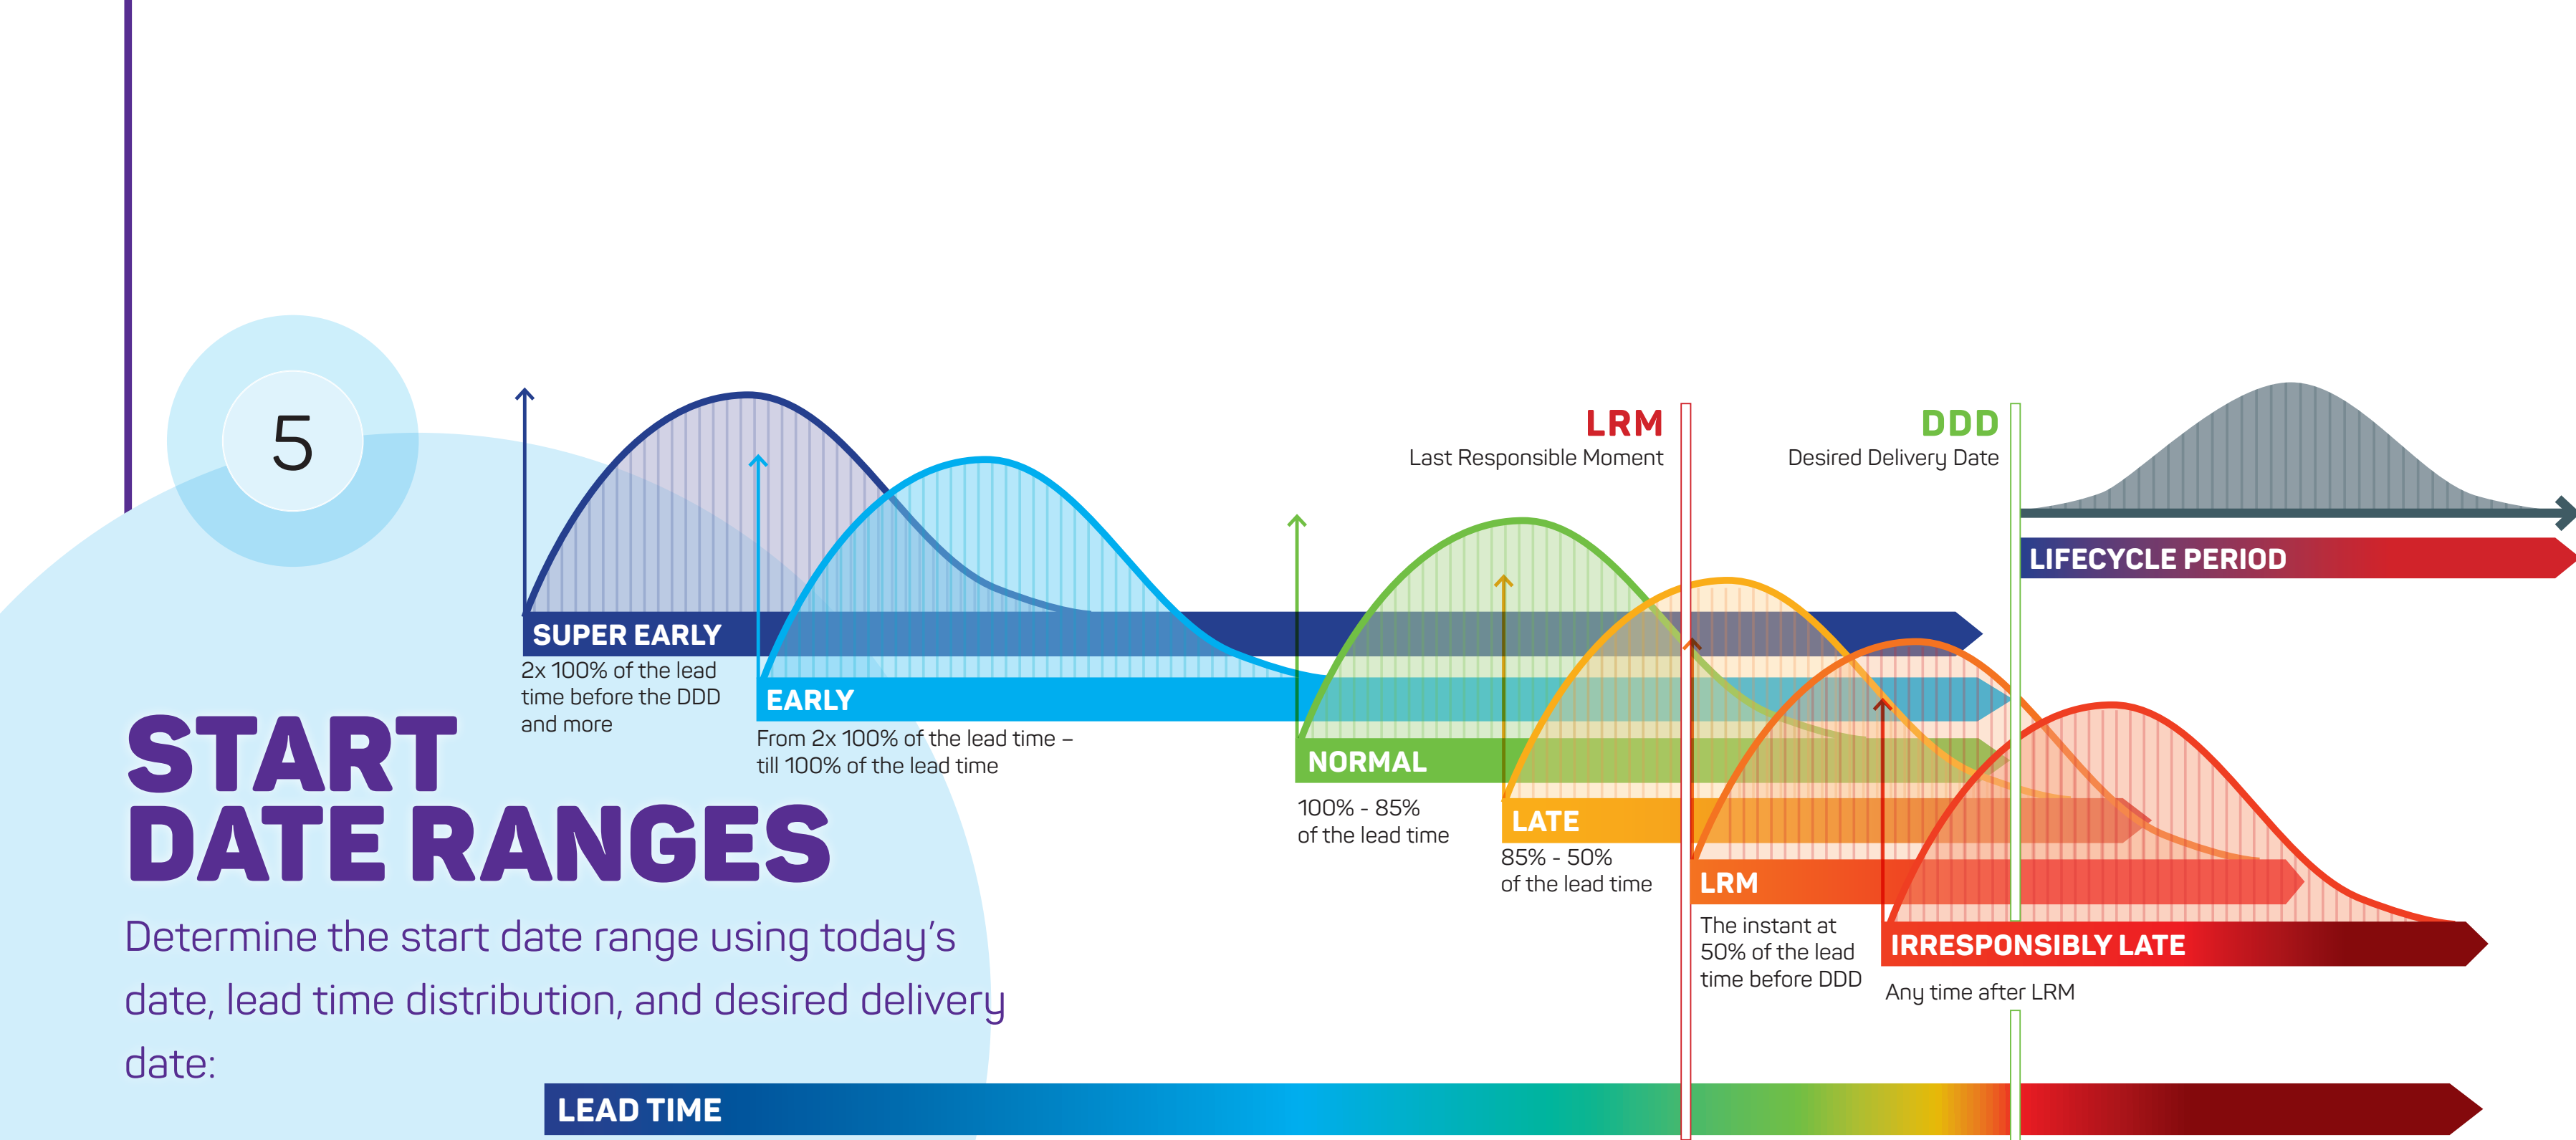 5
START
DATE RANGES
Determine the start date range using today’s
date, lead time distribution, and desired delivery
date:
SUPER EARLY
2x 100% of the lead
time before the DDD
and more
EARLY
From 2x 100% of the lead time –
till 100% of the lead time
NORMAL
100% - 85%
of the lead time
LATE
85% - 50%
of the lead time
LRM
Last Responsible Moment
LRM
The instant at
50% of the lead
time before DDD
DDD
Desired Delivery Date
IRRESPONSIBLY LATE
Any time after LRM
LIFECYCLE PERIOD
LEAD TIME